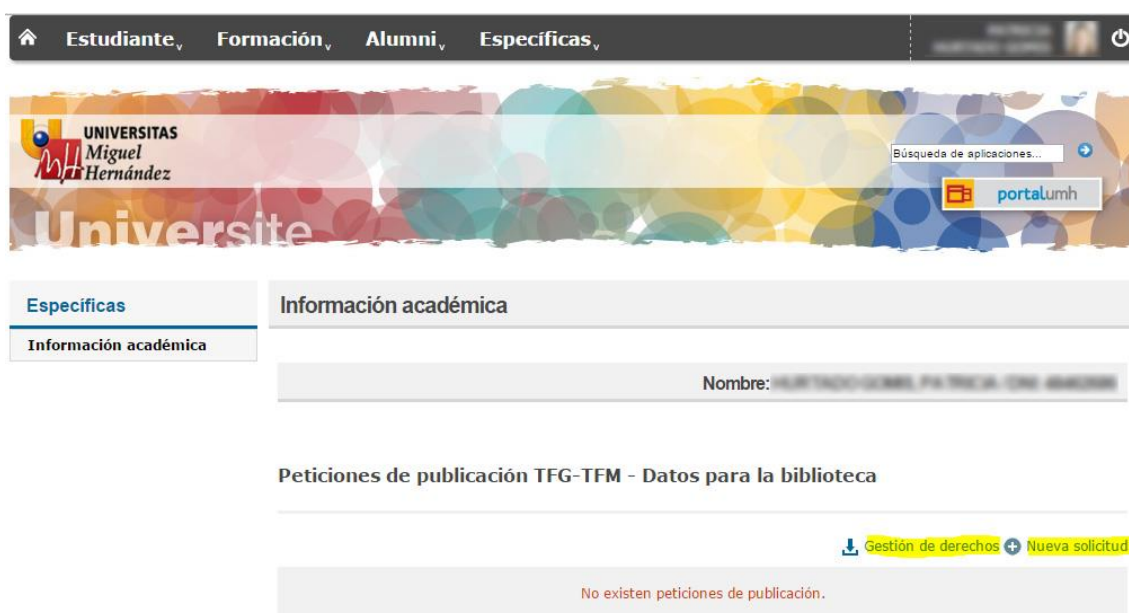 Estudiante Formación Alumni Específicas
UNIVERSITAS
Miguel
Hernández
Búsqueda de aplicaciones...
portalumh
Universite
Específicas
Información académica
Información académica
Nombre:
Peticiones de publicación TFG-TFM - Datos para la biblioteca
Gestión de derechos Nueva solicitud
No existen peticiones de publicación.